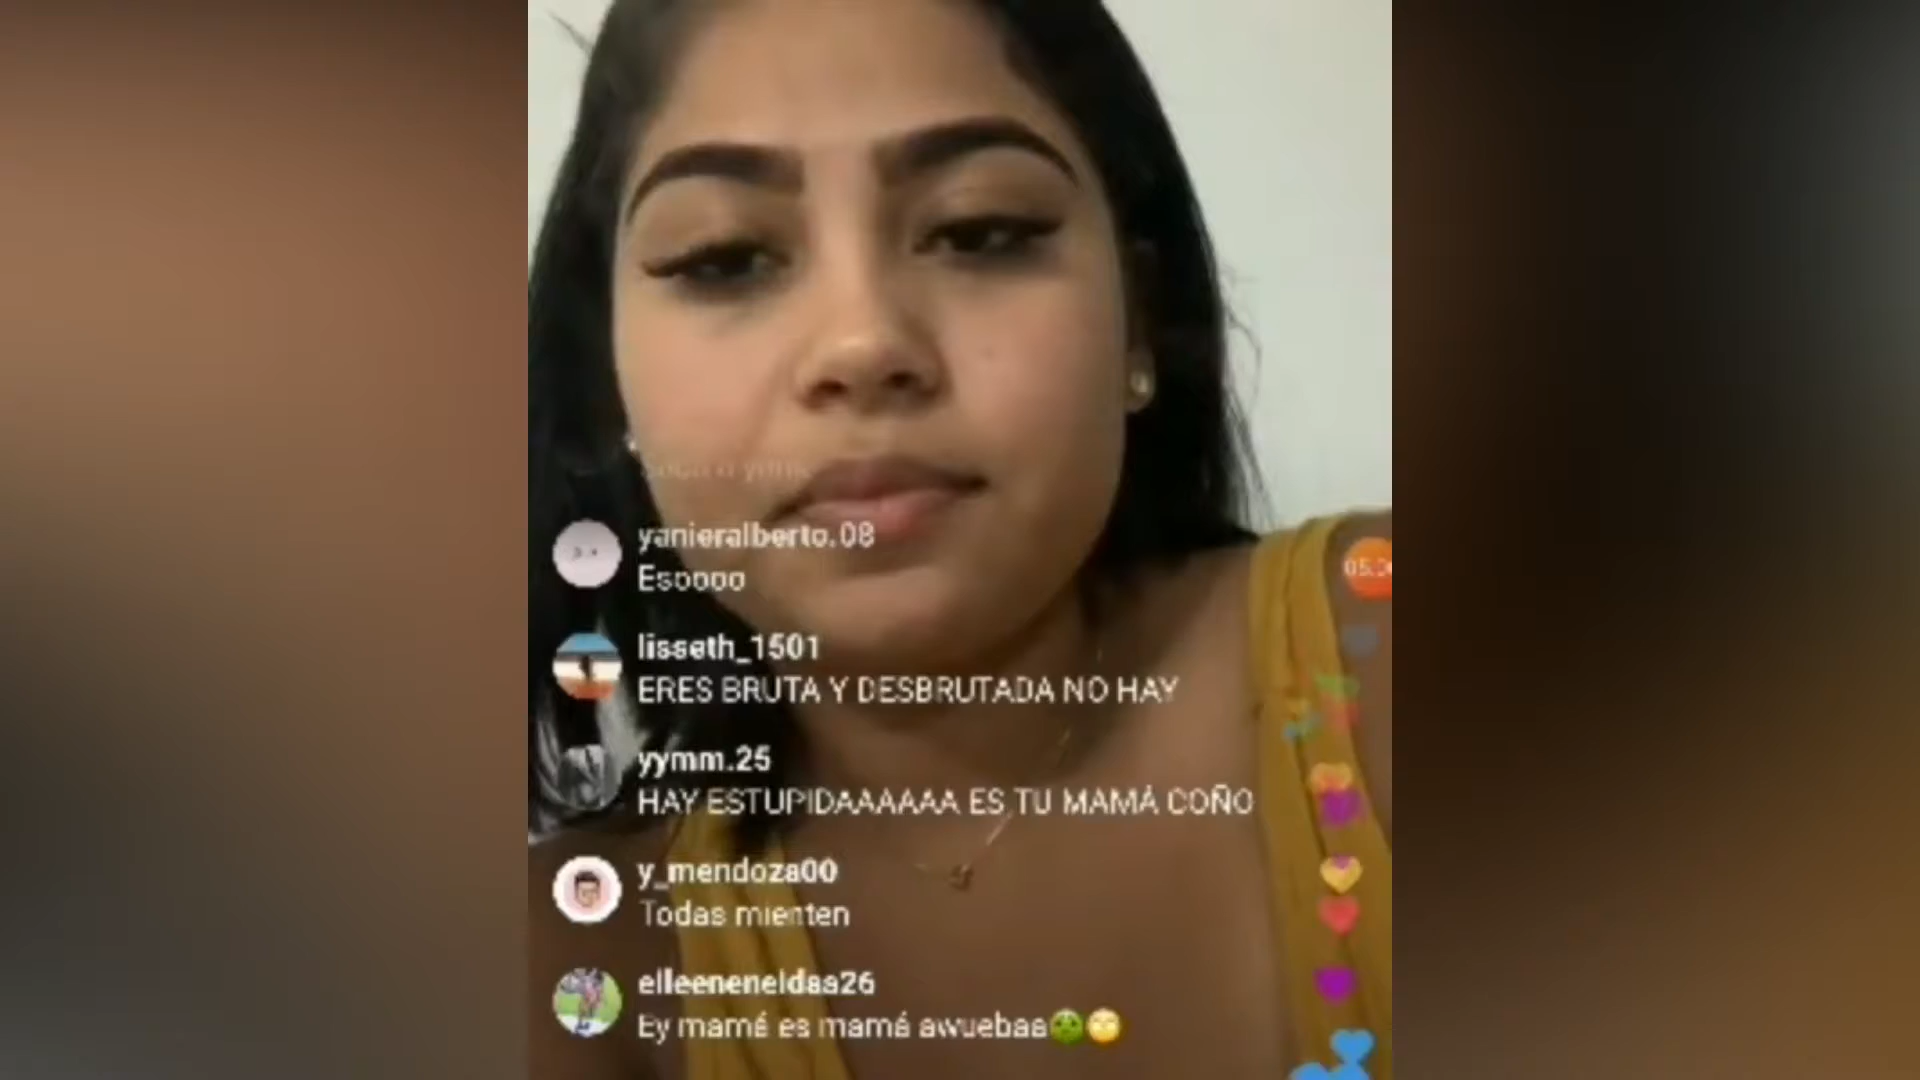 yanieralberto.08
Esoooo
lisseth_1501
ERES BRUTA Y DESBRUTADA NO HAY
yymm.25
HAY ESTUPIDAAAAAA ES TU MAMÁ COÑO
y_mendoza00
Todas mienten
elleeneneldaa26
Ey mamá es mamá awuebaa